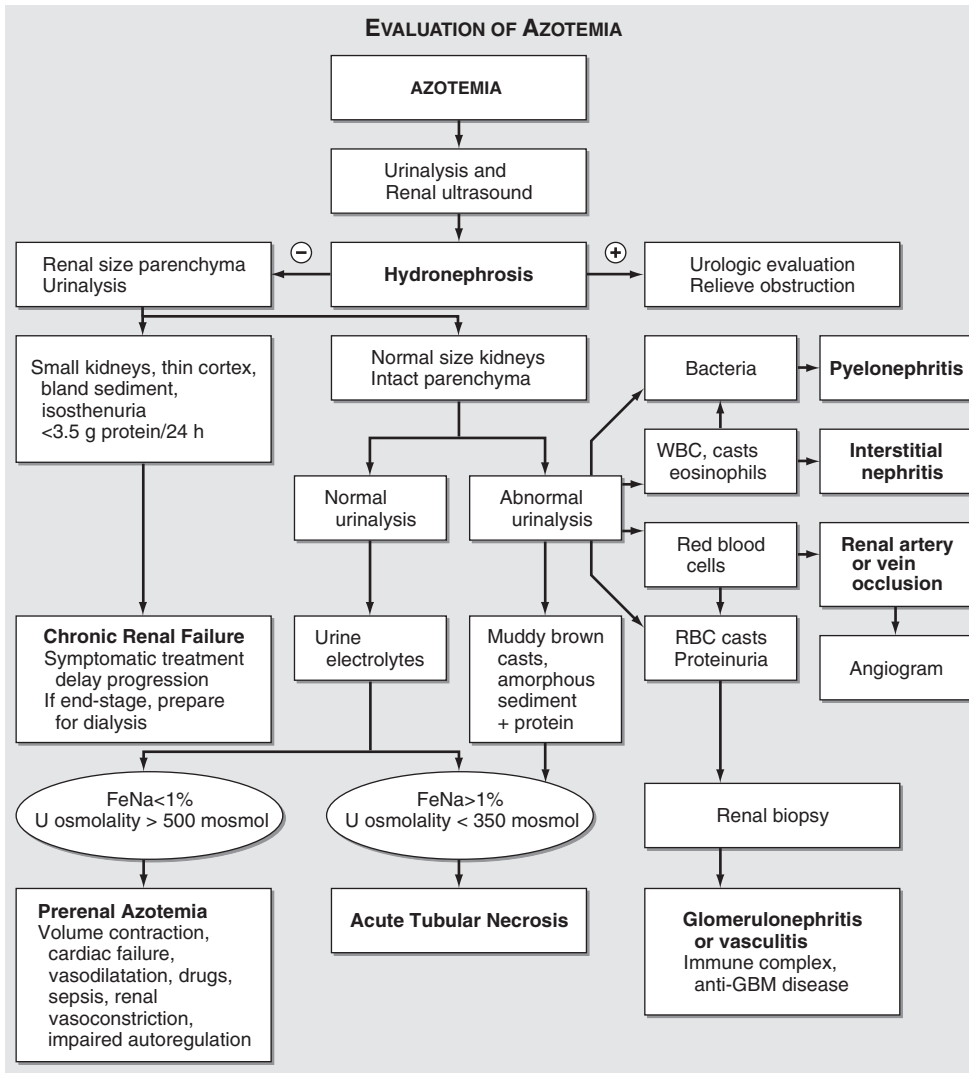 EVALUATION OF AZOTEMIA
AZOTEMIA
Urinalysis and
Renal ultrasound
Renal size parenchyma
Urinalysis
−
Hydronephrosis
+
Urologic evaluation
Relieve obstruction
Small kidneys, thin cortex,
bland sediment,
isosthenuria
<3.5 g protein/24 h
Normal size kidneys
Intact parenchyma
Bacteria
Pyelonephritis
WBC, casts
eosinophils
Interstitial
nephritis
Normal
urinalysis
Abnormal
urinalysis
Red blood
cells
Renal artery
or vein
occlusion
Chronic Renal Failure
Symptomatic treatment
delay progression
If end-stage, prepare
for dialysis
Urine
electrolytes
Muddy brown
casts,
amorphous
sediment
+ protein
RBC casts
Proteinuria
Angiogram
FeNa<1%
U osmolality > 500 mosmol
FeNa>1%
U osmolality < 350 mosmol
Renal biopsy
Prerenal Azotemia
Volume contraction,
cardiac failure,
vasodilatation, drugs,
sepsis, renal
vasoconstriction,
impaired autoregulation
Acute Tubular Necrosis
Glomerulonephritis
or vasculitis
Immune complex,
anti-GBM disease